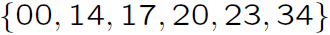 {00, 14, 17, 20, 23, 34}